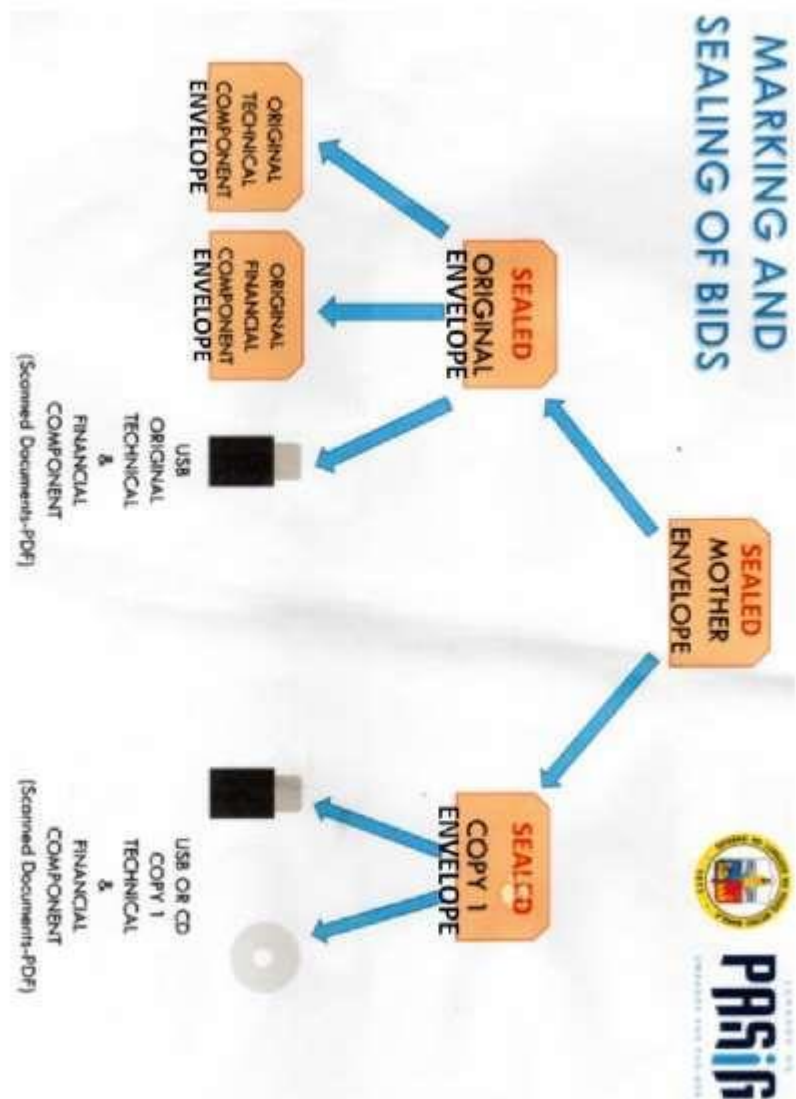 MARKING AND
SEALING OF BIDS
PASiG
SEALED
MOTHER
ENVELOPE
SEALED
ORIGINAL
ENVELOPE
SEALED
COPY 1
ENVELOPE
ORIGINAL
TECHNICAL
COMPONENT
ENVELOPE
ORIGINAL
FINANCIAL
COMPONENT
ENVELOPE
USB
ORIGINAL
TECHNICAL
&
FINANCIAL
COMPONENT
(Scanned Documents-PDF)
USB OR CD
COPY 1
TECHNICAL
&
FINANCIAL
COMPONENT
(Scanned Documents-PDF)